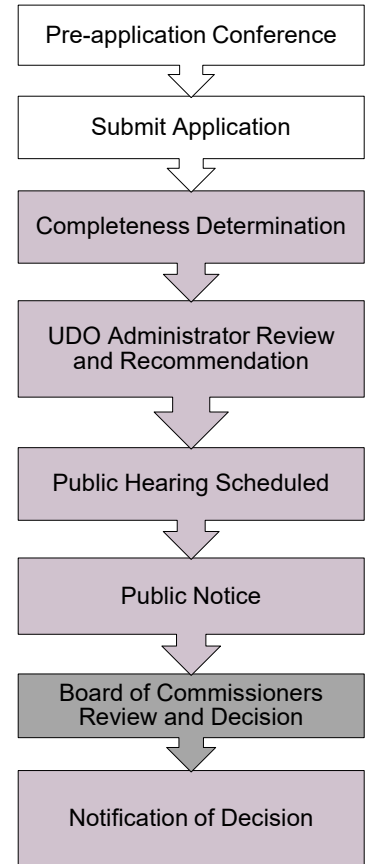 Pre-application Conference
Submit Application
Completeness Determination
UDO Administrator Review
and Recommendation
Public Hearing Scheduled
Public Notice
Board of Commissioners
Review and Decision
Notification of Decision